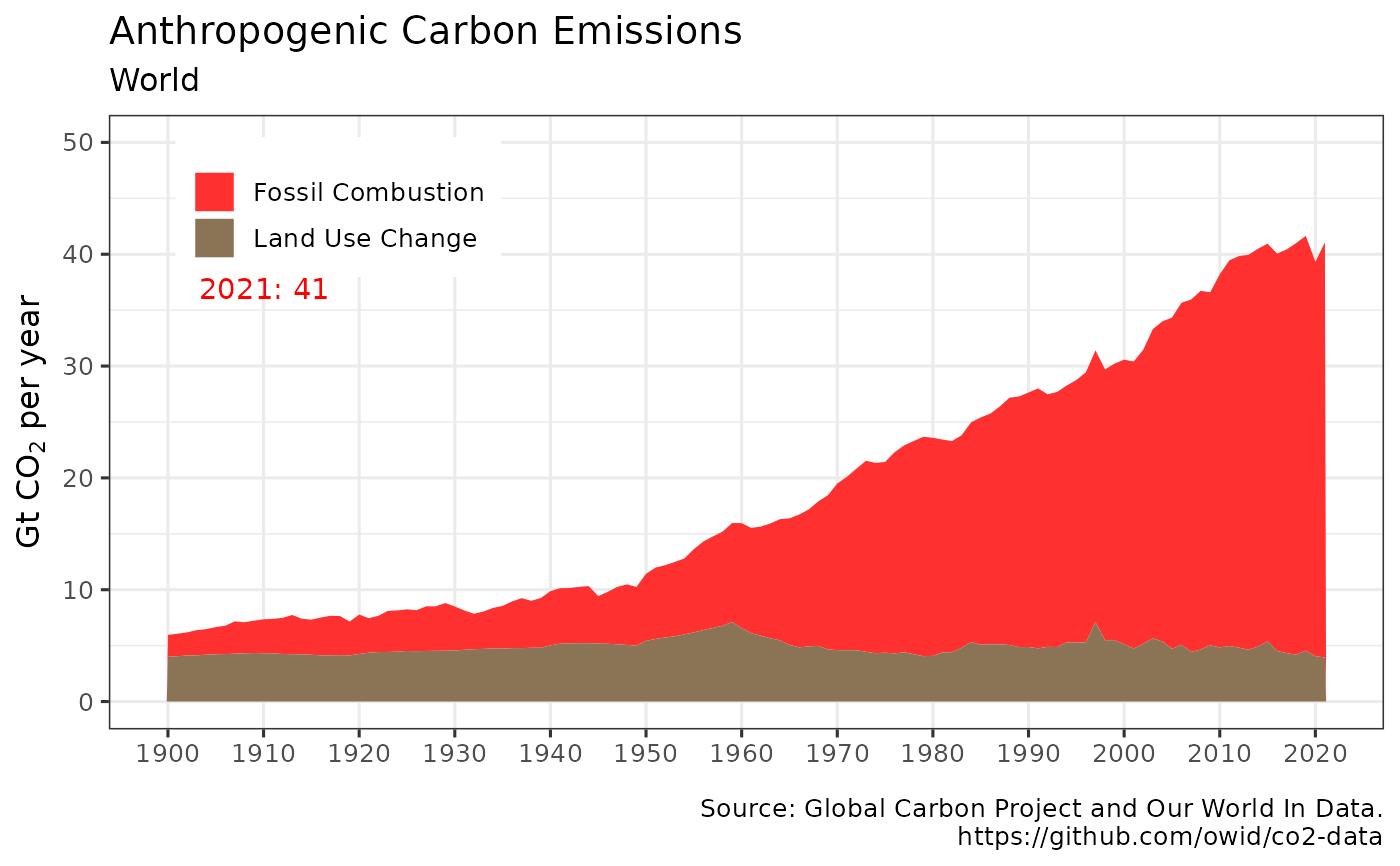 Anthropogenic Carbon Emissions
World
Gt CO₂ per year
50
40
30
20
10
0
Fossil Combustion
Land Use Change
2021: 41
1900 1910 1920 1930 1940 1950 1960 1970 1980 1990 2000 2010 2020
Source: Global Carbon Project and Our World In Data.
https://github.com/owid/co2-data